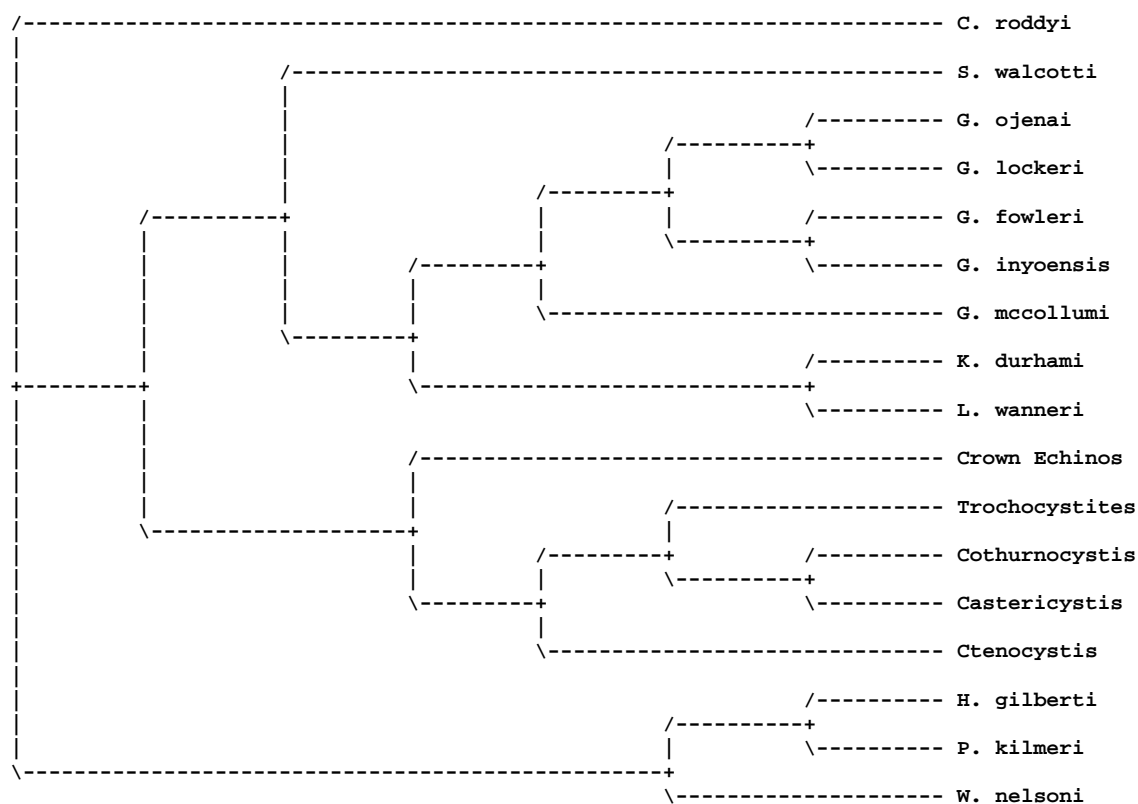 C. roddyi
S. walcotti
G. ojenai
G. lockeri
G. fowleri
G. inyoensis
G. mccollumi
K. durhami
L. wanneri
Crown Echinos
Trochocystites
Cothurnocystis
Castericystis
Ctenocystis
H. gilberti
P. kilmeri
W. nelsoni